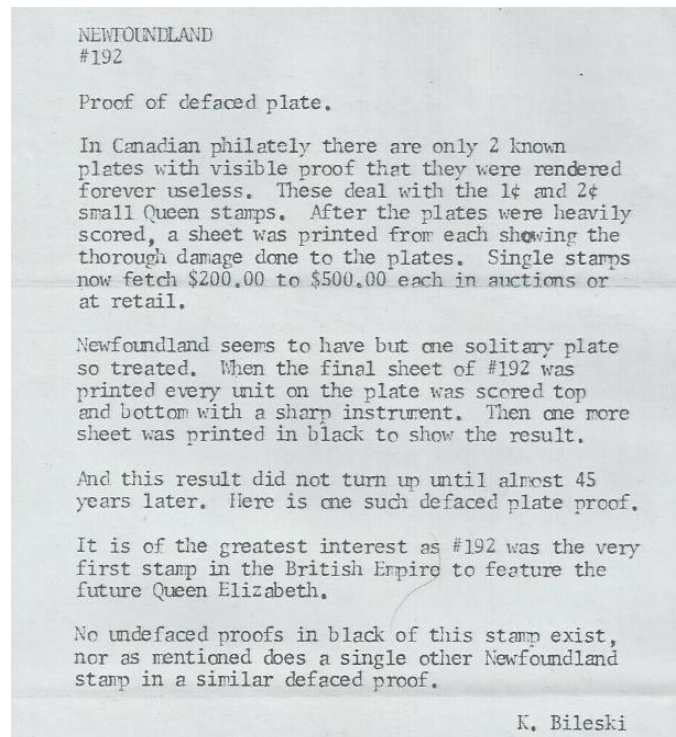 NEWFOUNDLAND
#192
Proof of defaced plate.
In Canadian philately there are only 2 known
plates with visible proof that they were rendered
forever useless. These deal with the 1¢ and 2¢
small Queen stamps. After the plates were heavily
scored, a sheet was printed from each showing the
thorough damage done to the plates. Single stamps
now fetch $200.00 to $500.00 each in auctions or
at retail.
Newfoundland seems to have but one solitary plate
so treated. When the final sheet of #192 was
printed every unit on the plate was scored top
and bottom with a sharp instrument. Then one more
sheet was printed in black to show the result.
And this result did not turn up until almost 45
years later. Here is one such defaced plate proof.
It is of the greatest interest as #192 was the very
first stamp in the British Empire to feature the
future Queen Elizabeth.
No undefaced proofs in black of this stamp exist,
nor as mentioned does a single other Newfoundland
stamp in a similar defaced proof.
K. Bileski